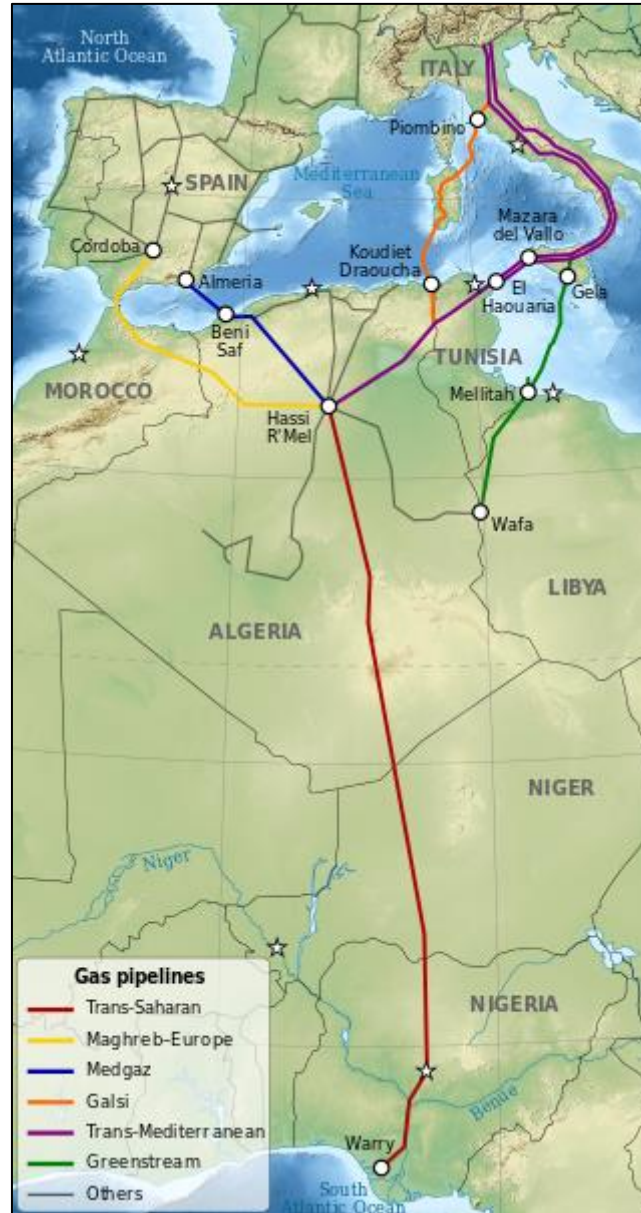 North
Atlantic Ocean
ITALY
Piombino
SPAIN
Mediterranean
Sea
Cordoba
Mazara
del Vallo
Koudiet
Draoucha
Almeria
El
Haouaria
Gela
Beni
Saf
TUNISIA
MOROCCO
Mellitah
Hassi
R'Mel
Wafa
LIBYA
ALGERIA
NIGER
Niger
Gas pipelines
Trans-Saharan
Maghreb-Europe
Medgaz
Galsi
Trans-Mediterranean
Greenstream
Others
NIGERIA
Benue
Warry
South
Atlantic Ocean